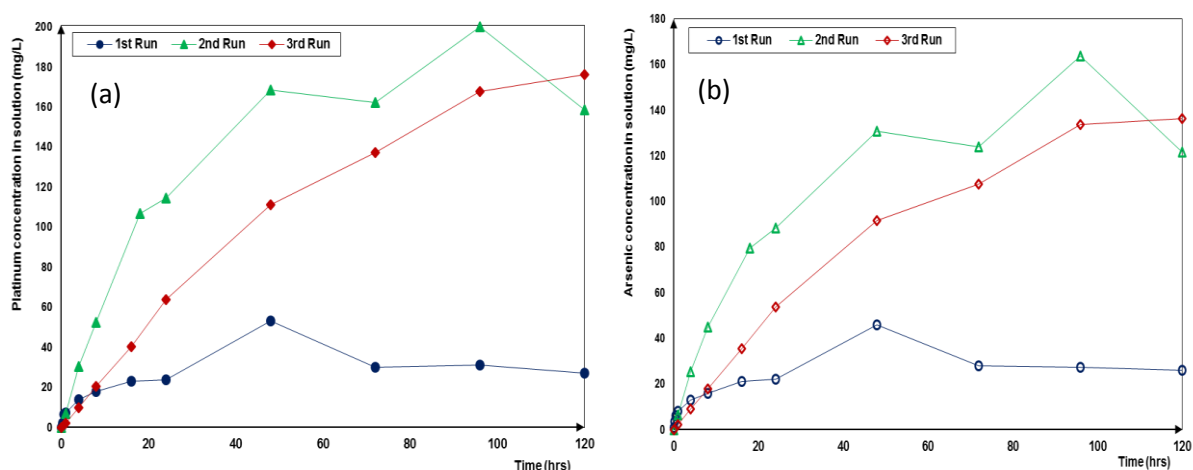 Platinum concentration in solution (mg/L)
200
180
160
140
120
100
80
60
40
20
0
1st Run 2nd Run 3rd Run
(a)
0 20 40 60 80 100 120
Time (hrs)
Arsenic concentration in solution (mg/L)
180
160
140
120
100
80
60
40
20
0
1st Run 2nd Run 3rd Run
(b)
0 20 40 60 80 100 120
Time (hrs)